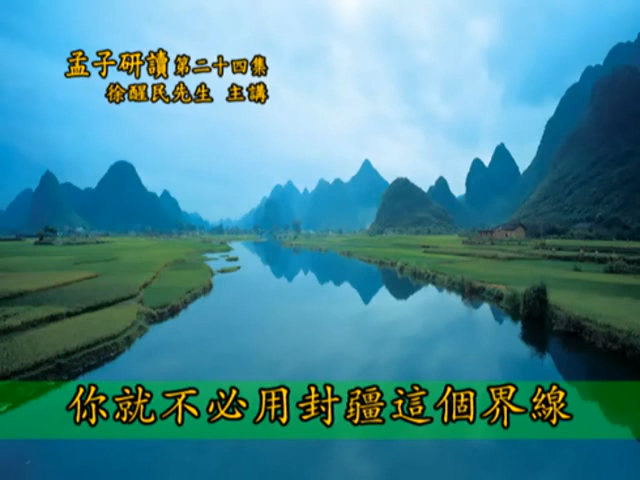 孟子研讀第二十四集
徐醒民先生 主講
你就不必用封疆這個界線